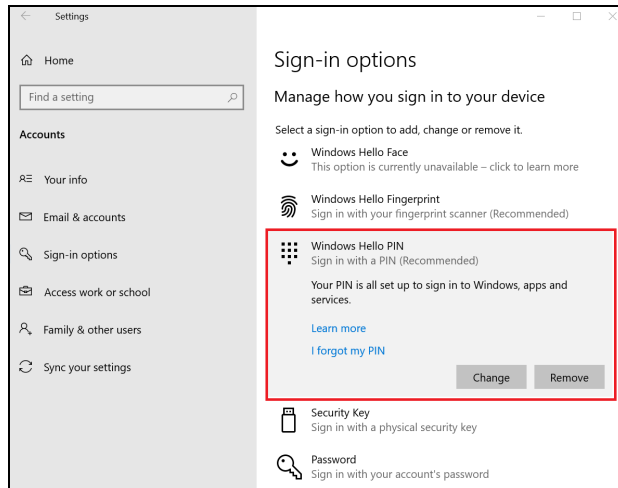 Settings
Home
Find a setting
Accounts
Your info
Email & accounts
Sign-in options
Access work or school
Family & other users
Sync your settings
Sign-in options
Manage how you sign in to your device
Select a sign-in option to add, change or remove it.
Windows Hello Face
This option is currently unavailable – click to learn more
Windows Hello Fingerprint
Sign in with your fingerprint scanner (Recommended)
Windows Hello PIN
Sign in with a PIN (Recommended)
Your PIN is all set up to sign in to Windows, apps and
services.
Learn more
I forgot my PIN
Change Remove
Security Key
Sign in with a physical security key
Password
Sign in with your account's password